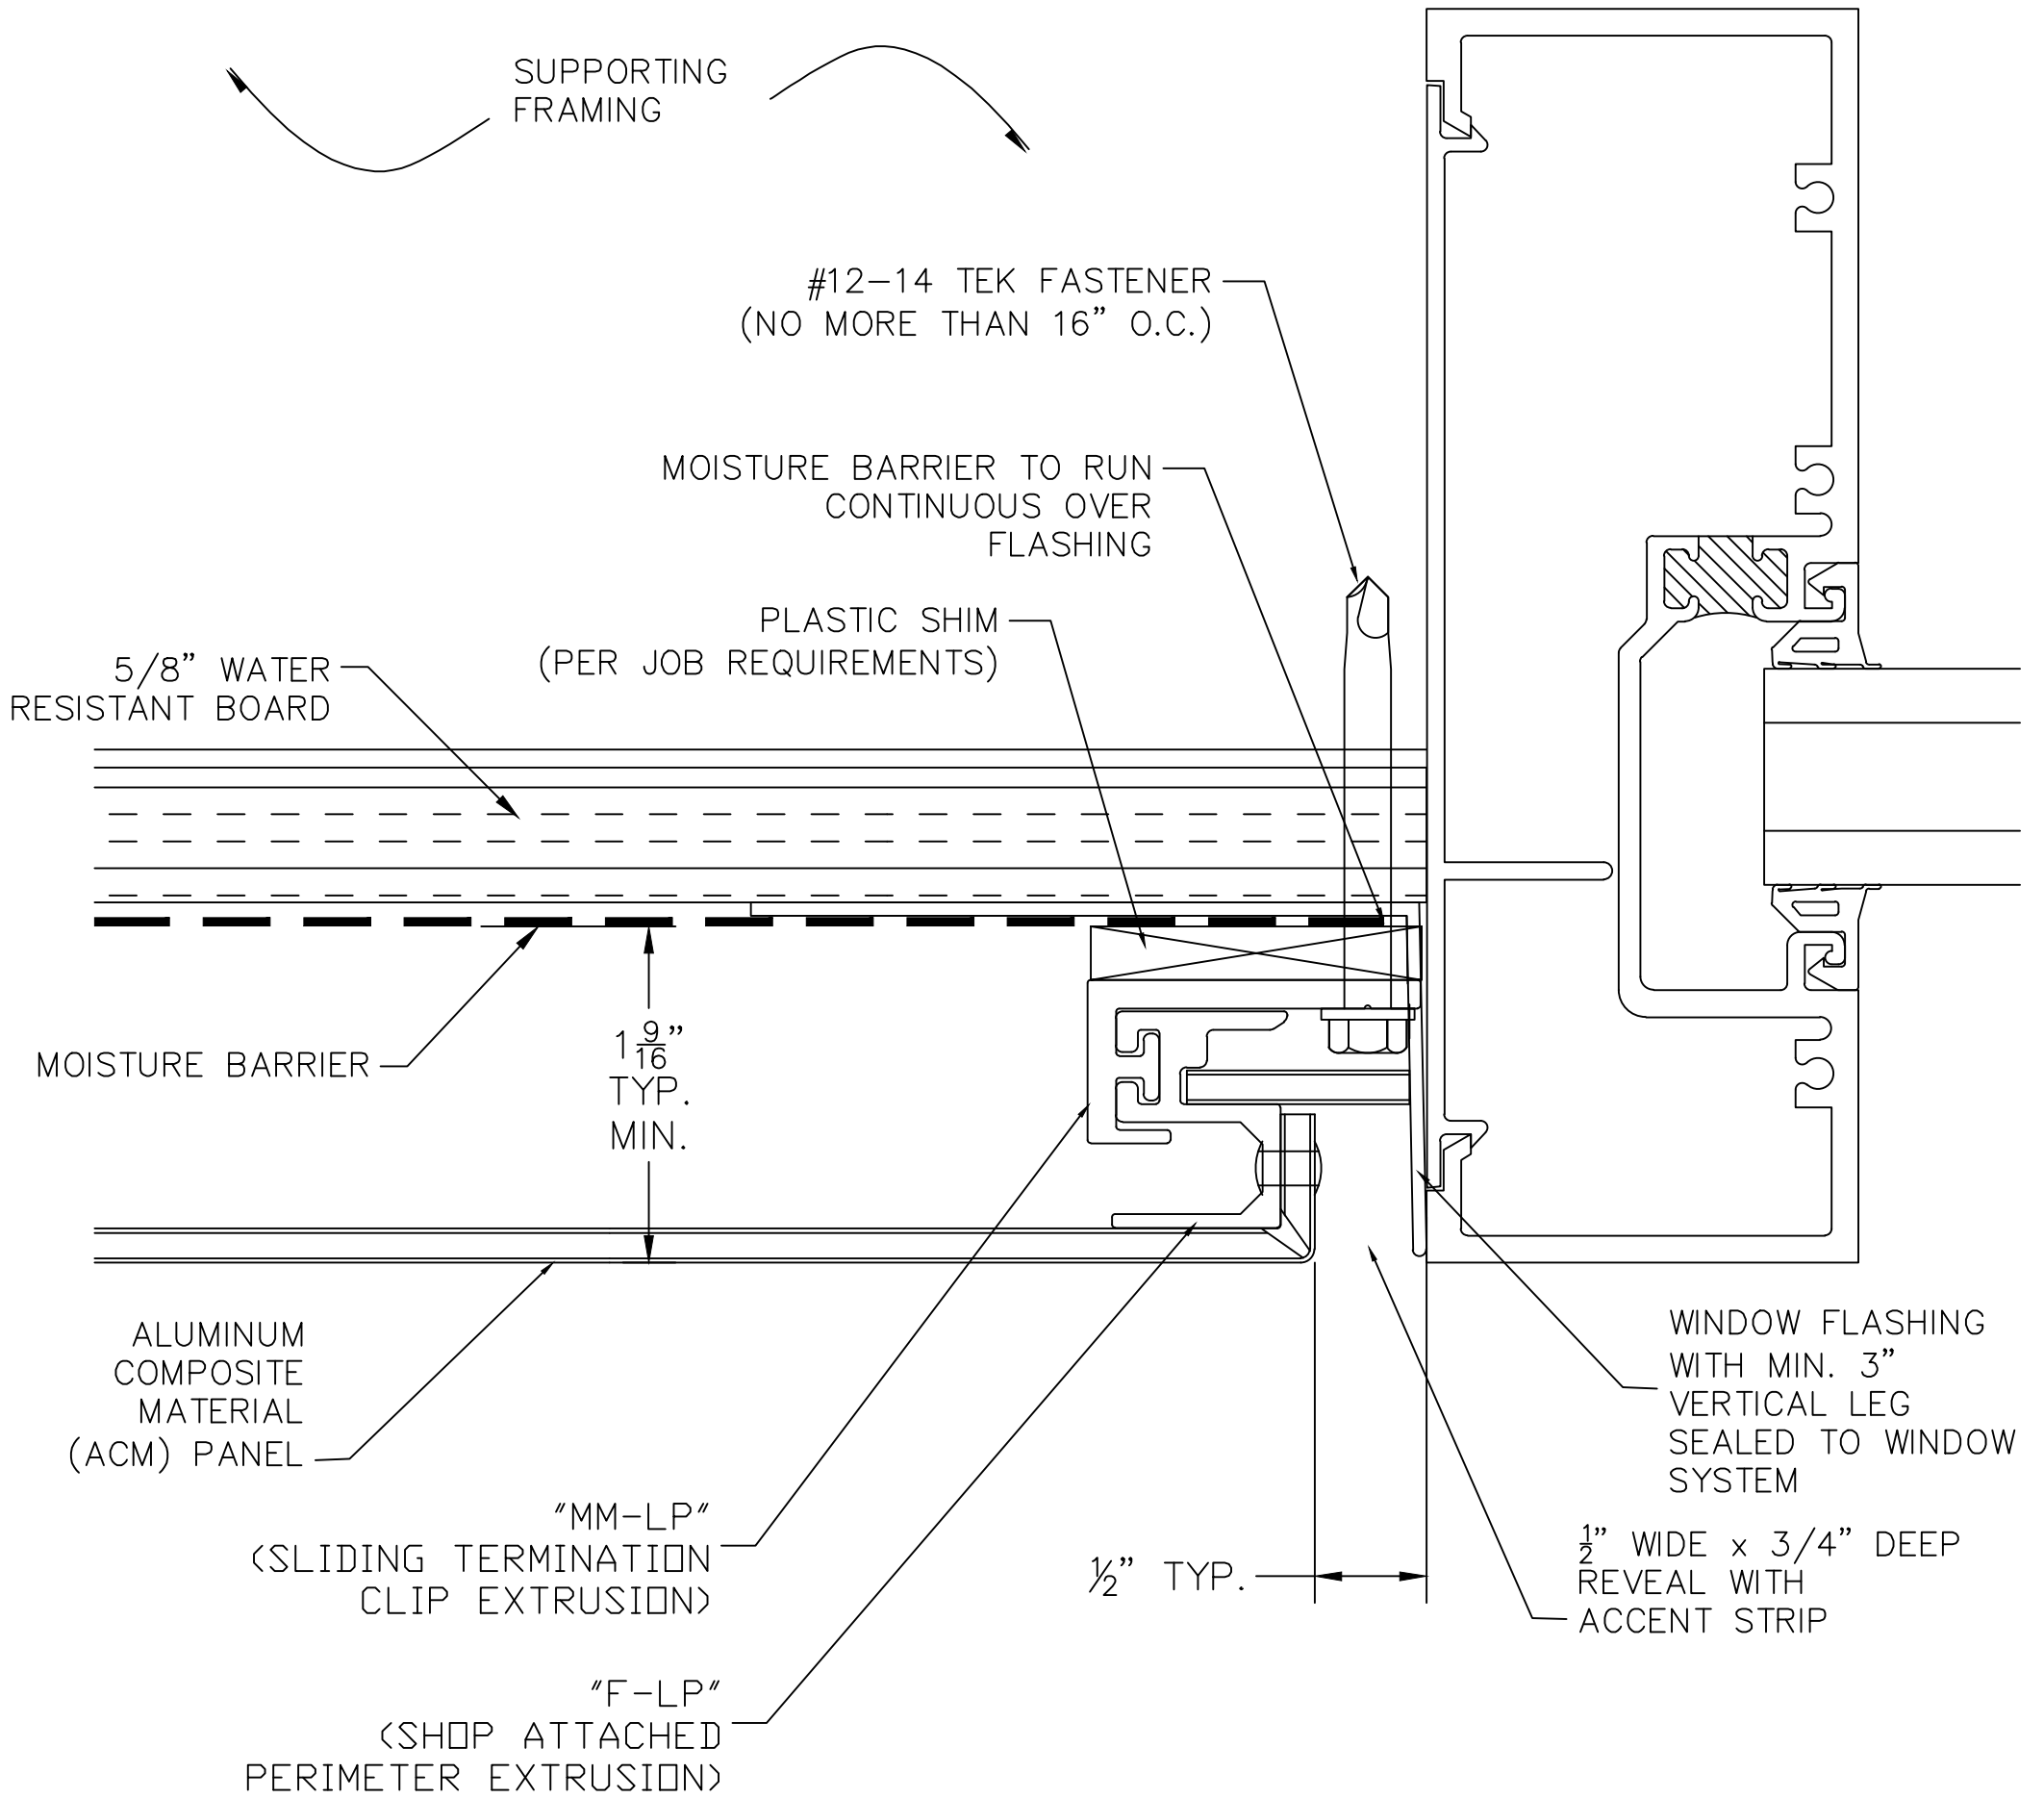 SUPPORTING
FRAMING
#12-14 TEK FASTENER
(NO MORE THAN 16" O.C.)
MOISTURE BARRIER TO RUN
CONTINUOUS OVER
FLASHING
PLASTIC SHIM
(PER JOB REQUIREMENTS)
5/8" WATER
RESISTANT BOARD
MOISTURE BARRIER
1 9/16"
TYP.
MIN.
ALUMINUM
COMPOSITE
MATERIAL
(ACM) PANEL
"MM-LP"
(SLIDING TERMINATION
CLIP EXTRUSION)
"F-LP"
(SHOP ATTACHED
PERIMETER EXTRUSION)
½" TYP.
WINDOW FLASHING
WITH MIN. 3"
VERTICAL LEG
SEALED TO WINDOW
SYSTEM
½" WIDE x 3/4" DEEP
REVEAL WITH
ACCENT STRIP